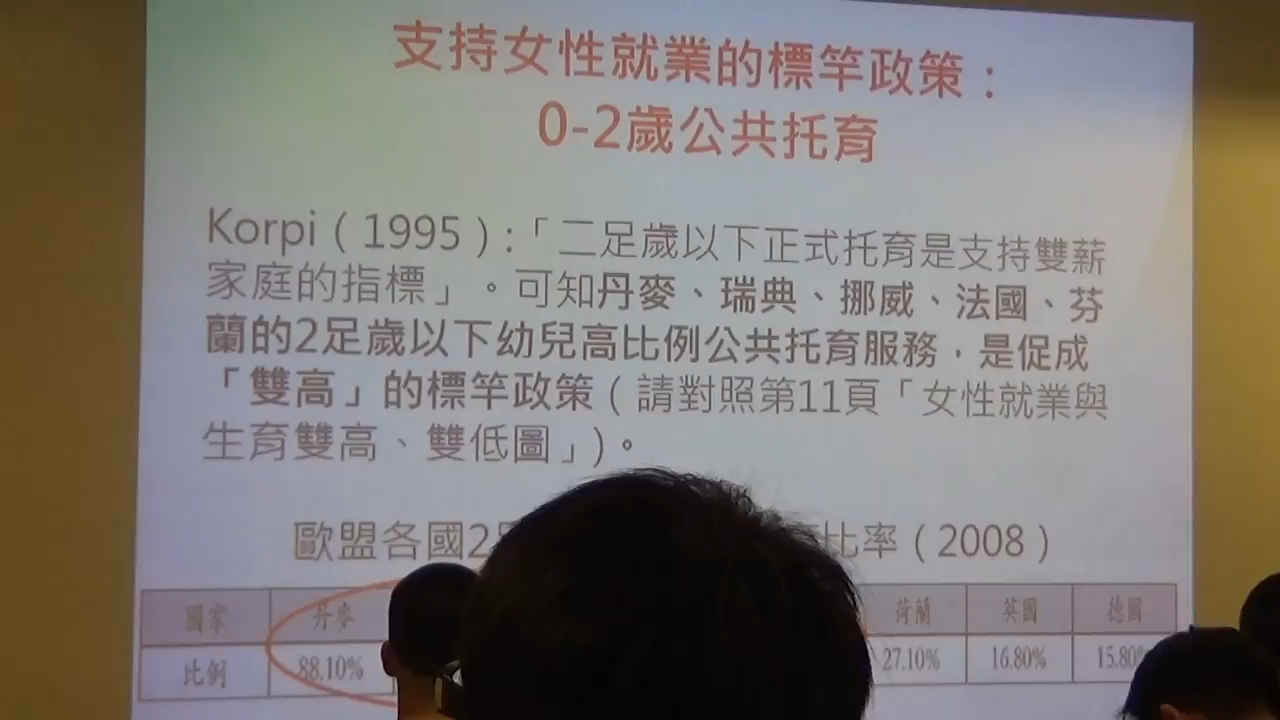 支持女性就業的標竿政策：
0-2歲公共托育
Korpi（1995）:「二足歲以下正式托育是支持雙薪
家庭的指標」。可知丹麥、瑞典、挪威、法國、芬
蘭的2足歲以下幼兒高比例公共托育服務，是促成
「雙高」的標竿政策（請對照第11頁「女性就業與
生育雙高、雙低圖」)。
歐盟各國2 比率（2008）
國家 丹麥 荷蘭 英國 德國
比例 88.10% 27.10% 16.80% 15.80%